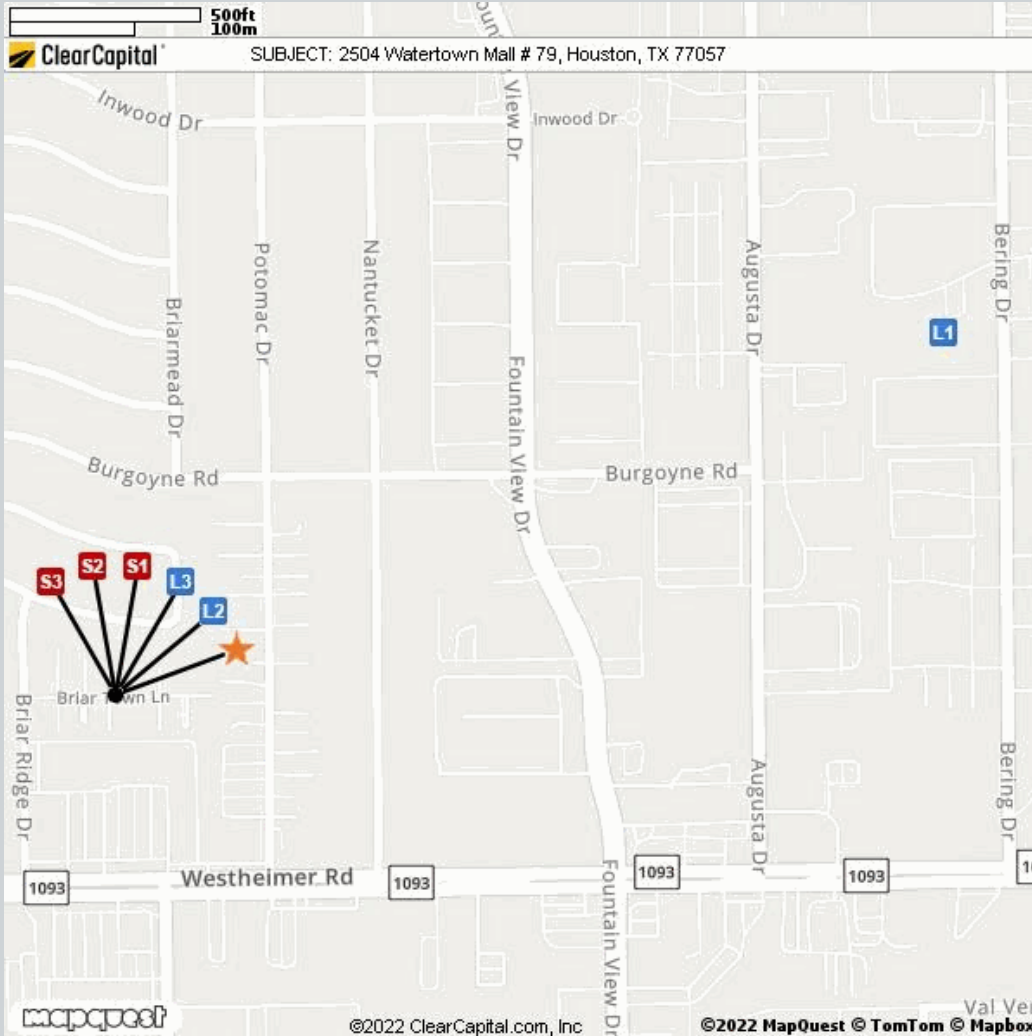 500ft
100m
ClearCapital
SUBJECT: 2504 Watertown Mall # 79, Houston, TX 77057
Inwood Dr
View Dr
Inwood Dr
Potomac Dr
Nantucket Dr
Augusta Dr
Bering Dr
Briarmead Dr
L1
Fountain View Dr
Burgoyne Rd
Burgoyne Rd
S3
S2
S1
L3
L2
Briar Ridge Dr
Augusta Dr
Bering Dr
1093
Westheimer Rd
1093
1093
1093
Fountain View Dr
mapquest
©2022 ClearCapital.com, Inc
©2022 MapQuest © TomTom © Mapbox